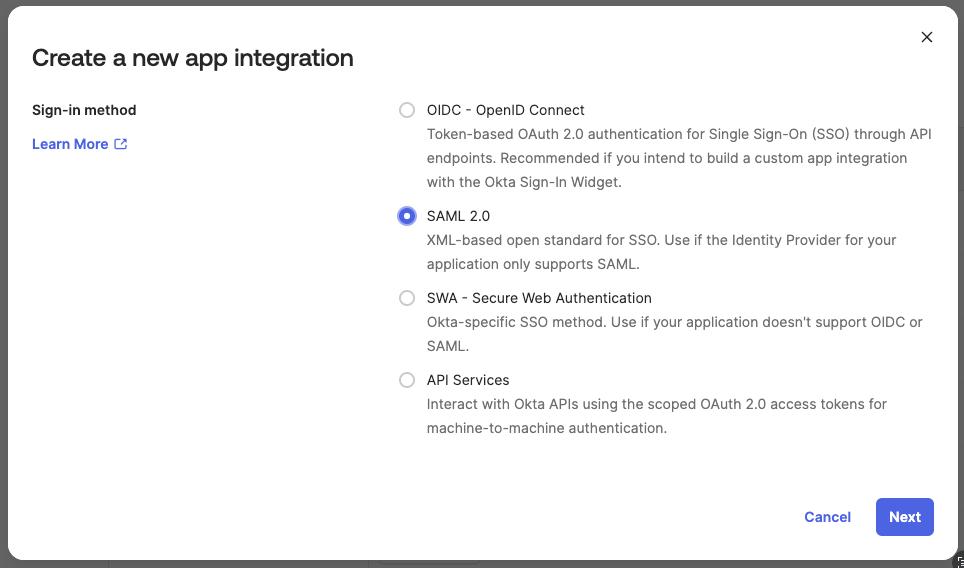 Create a new app integration
Sign-in method
Learn More
OIDC - OpenID Connect
Token-based OAuth 2.0 authentication for Single Sign-On (SSO) through API
endpoints. Recommended if you intend to build a custom app integration
with the Okta Sign-In Widget.
SAML 2.0
XML-based open standard for SSO. Use if the Identity Provider for your
application only supports SAML.
SWA - Secure Web Authentication
Okta-specific SSO method. Use if your application doesn't support OIDC or
SAML.
API Services
Interact with Okta APIs using the scoped OAuth 2.0 access tokens for
machine-to-machine authentication.
Cancel
Next